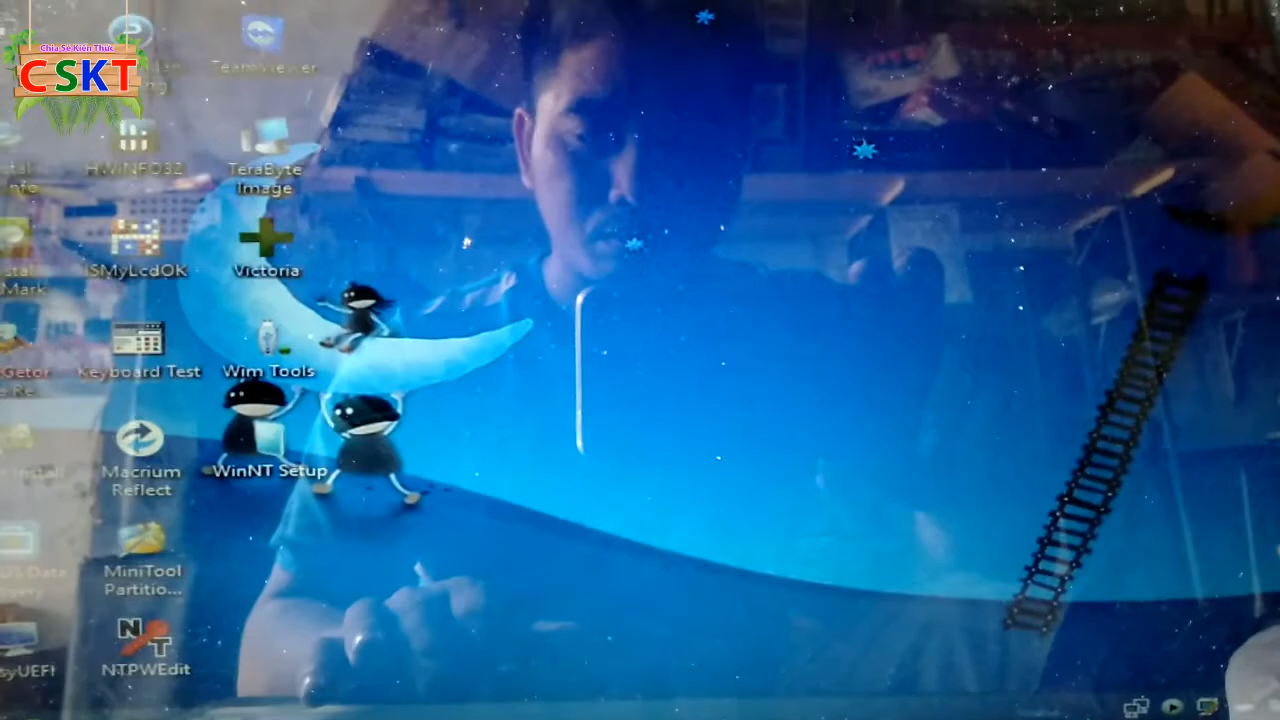 Chia Sẻ Kiến Thức
CSKT
TeamViewer
HWiNFO32
TeraByte
Image
ISMyLcdOK
Victoria
Mark
Keyboard Test
Wim Tools
Macrium
Reflect
WinNT Setup
MiniTool
Partitio...
NTPWEdit